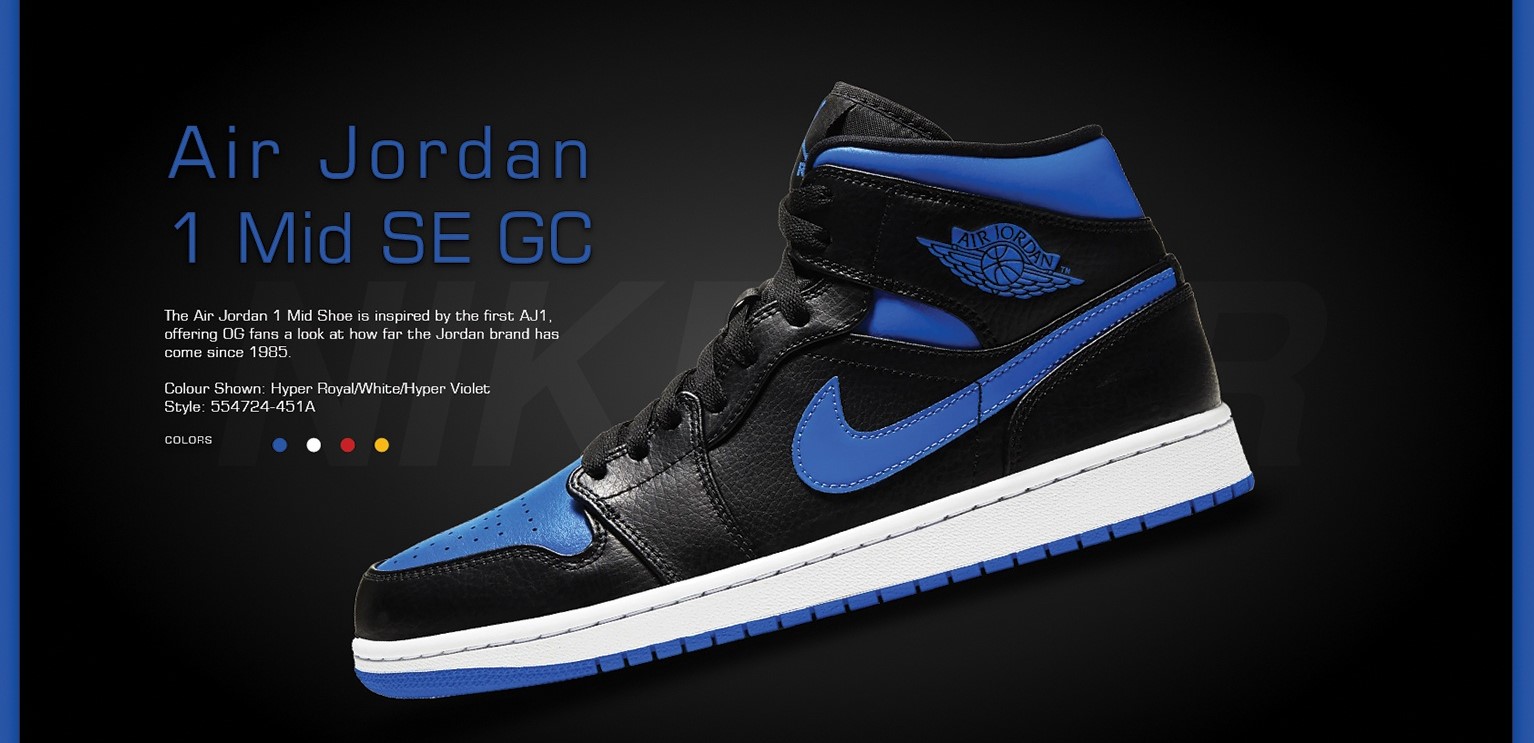 Air Jordan
1 Mid SE GC
The Air Jordan 1 Mid Shoe is inspired by the first AJ1,
offering OG fans a look at how far the Jordan brand has
come since 1985.
Colour Shown: Hyper Royal/White/Hyper Violet
Style: 554724-451A
COLORS
AIR JORDAN
TM